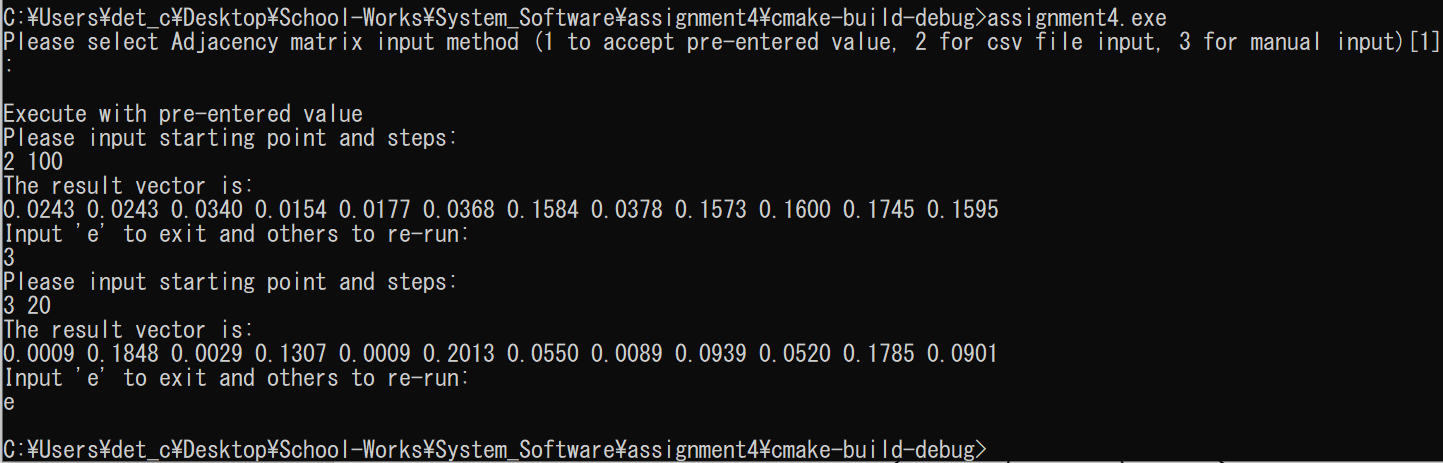 C:¥Users¥det_c¥Desktop¥School-Works¥System_Software¥assignment4¥cmake-build-debug>assignment4.exe
Please select Adjacency matrix input method (1 to accept pre-entered value, 2 for csv file input, 3 for manual input)[1]
:
Execute with pre-entered value
Please input starting point and steps:
2 100
The result vector is:
0.0243 0.0243 0.0340 0.0154 0.0177 0.0368 0.1584 0.0378 0.1573 0.1600 0.1745 0.1595
Input 'e' to exit and others to re-run:
3
Please input starting point and steps:
3 20
The result vector is:
0.0009 0.1848 0.0029 0.1307 0.0009 0.2013 0.0550 0.0089 0.0939 0.0520 0.1785 0.0901
Input 'e' to exit and others to re-run:
e
C:¥Users¥det_c¥Desktop¥School-Works¥System_Software¥assignment4¥cmake-build-debug>